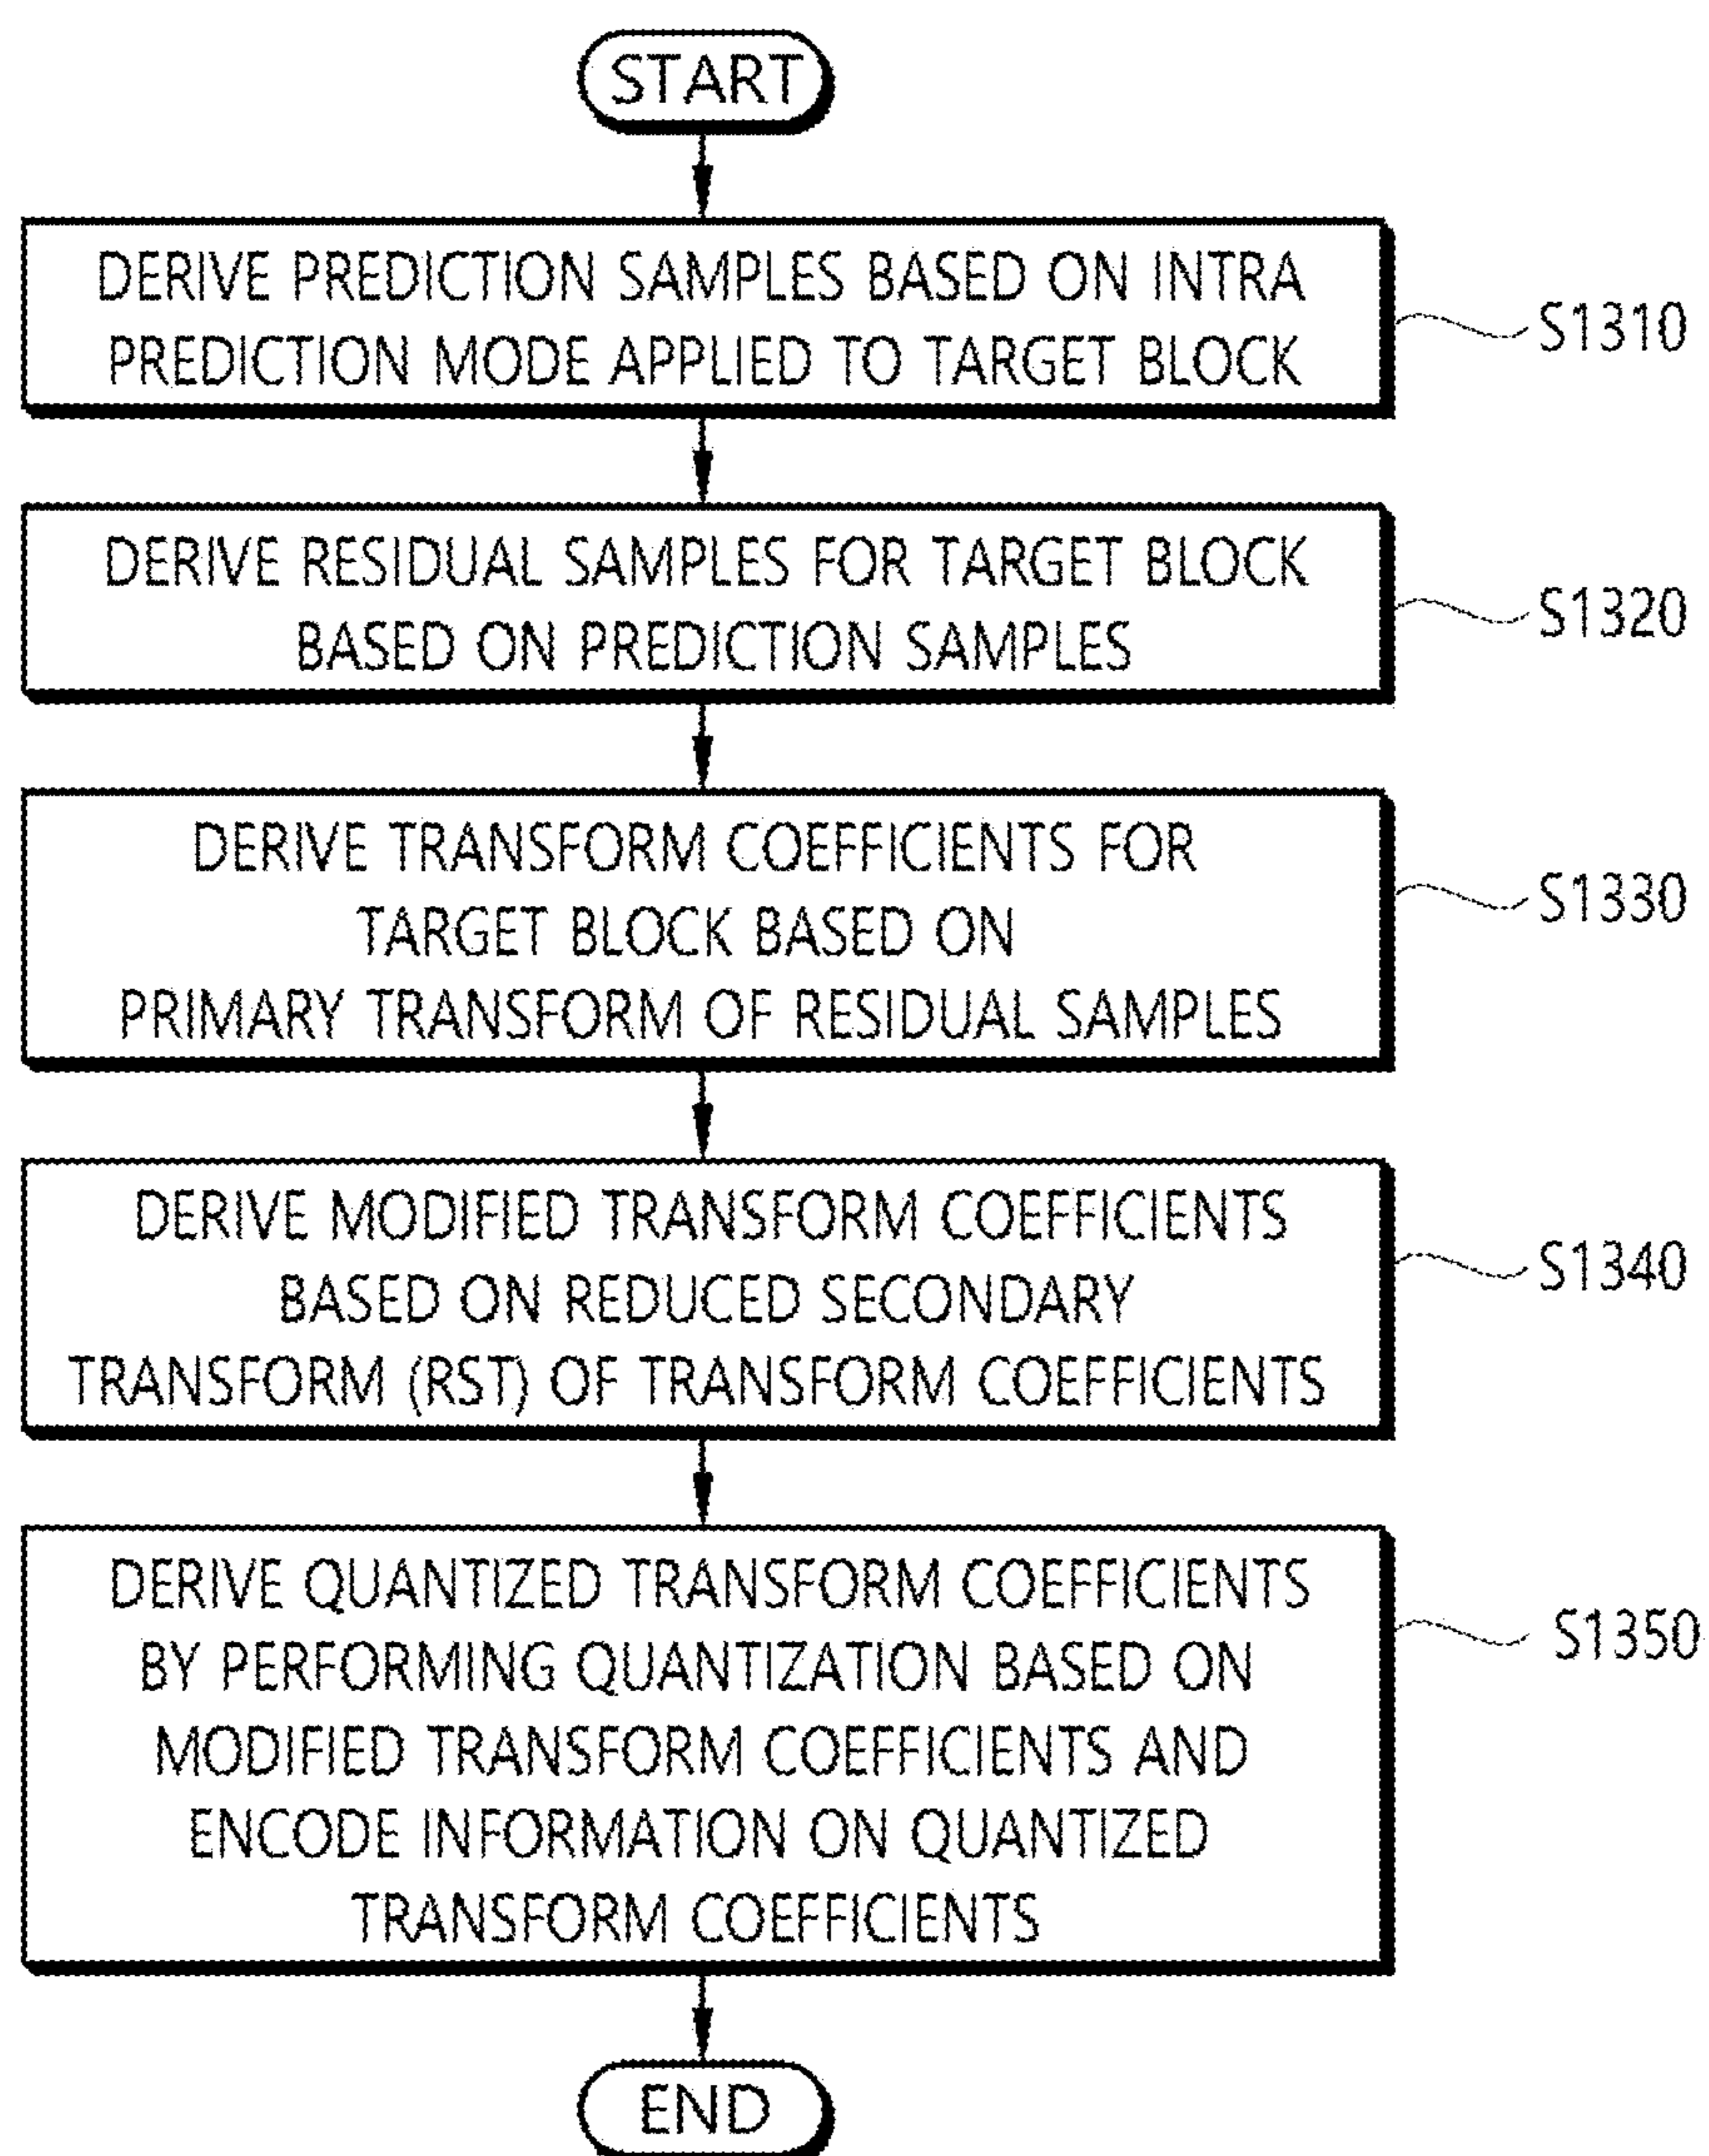 START
DERIVE PREDICTION SAMPLES BASED ON INTRA
PREDICTION MODE APPLIED TO TARGET BLOCK
S1310
DERIVE RESIDUAL SAMPLES FOR TARGET BLOCK
BASED ON PREDICTION SAMPLES
S1320
DERIVE TRANSFORM COEFFICIENTS FOR
TARGET BLOCK BASED ON
PRIMARY TRANSFORM OF RESIDUAL SAMPLES
S1330
DERIVE MODIFIED TRANSFORM COEFFICIENTS
BASED ON REDUCED SECONDARY
TRANSFORM (RST) OF TRANSFORM COEFFICIENTS
S1340
DERIVE QUANTIZED TRANSFORM COEFFICIENTS
BY PERFORMING QUANTIZATION BASED ON
MODIFIED TRANSFORM COEFFICIENTS AND
ENCODE INFORMATION ON QUANTIZED
TRANSFORM COEFFICIENTS
S1350
END